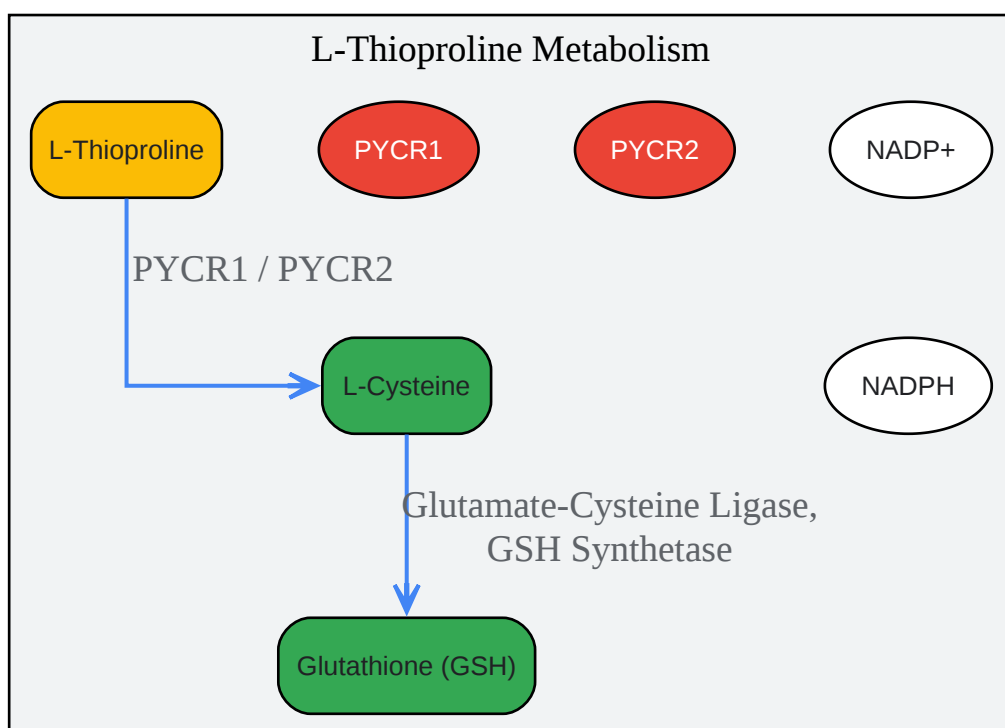 L-Thioproline Metabolism
L-Thioproline
PYCR1
PYCR2
NADP+
PYCR1 / PYCR2
L-Cysteine
NADPH
Glutamate-Cysteine Ligase,
GSH Synthetase
Glutathione (GSH)